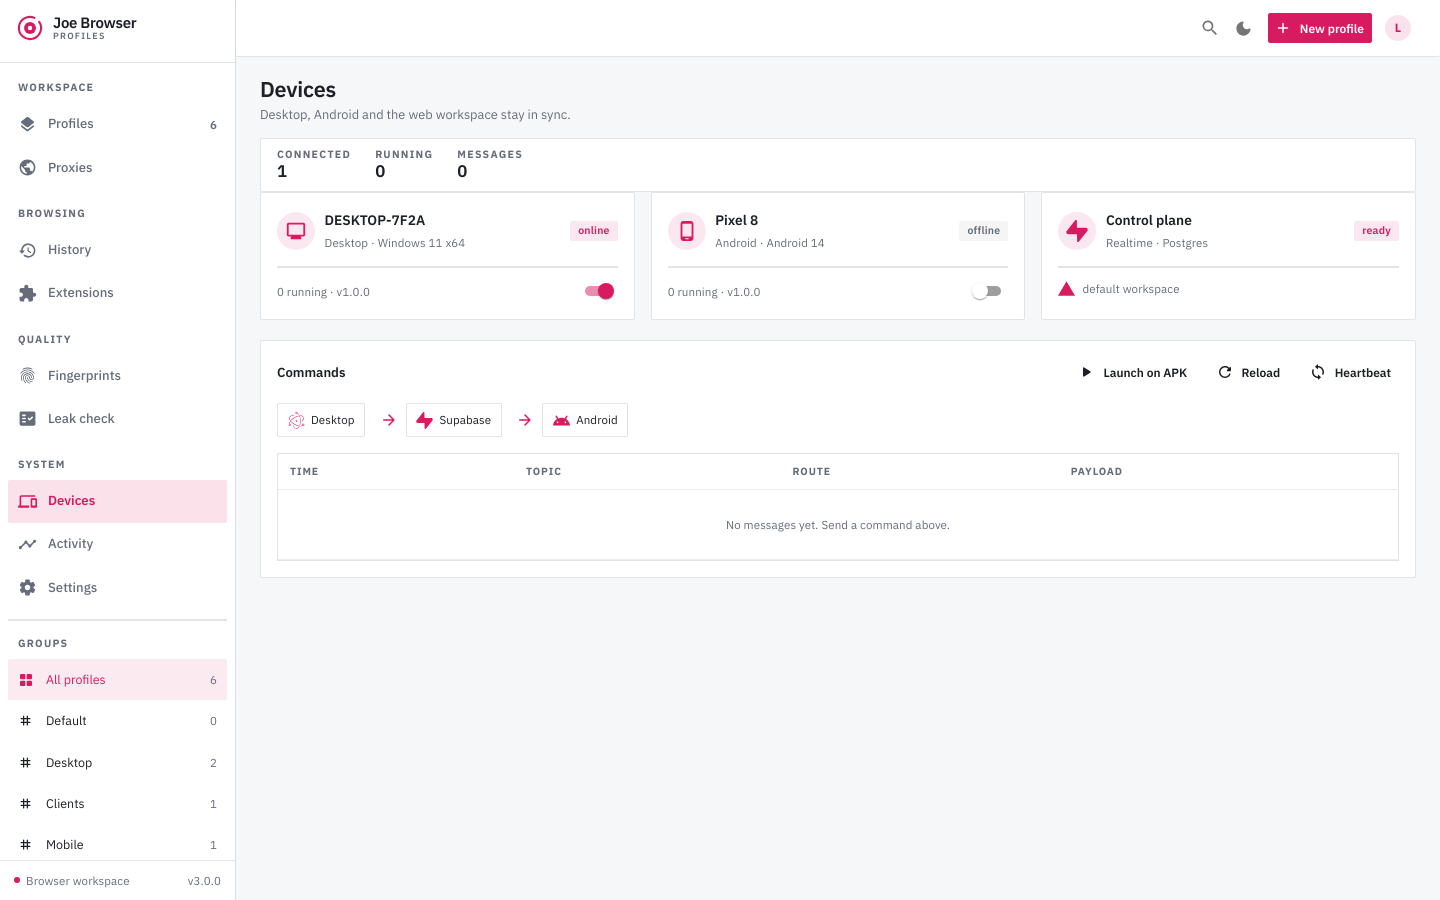 Joe Browser
PROFILES
New profile
L
WORKSPACE
Profiles 6
Proxies
BROWSING
History
Extensions
QUALITY
Fingerprints
Leak check
SYSTEM
Devices
Activity
Settings
GROUPS
All profiles 6
Default 0
Desktop 2
Clients 1
Mobile 1
Browser workspace v3.0.0
Devices
Desktop, Android and the web workspace stay in sync.
CONNECTED RUNNING MESSAGES
1 0 0
DESKTOP-7F2A
Desktop · Windows 11 x64
online
0 running · v1.0.0
Pixel 8
Android · Android 14
offline
0 running · v1.0.0
Control plane
Realtime · Postgres
ready
default workspace
Commands
Launch on APK Reload Heartbeat
Desktop Supabase Android
TIME TOPIC ROUTE PAYLOAD
No messages yet. Send a command above.